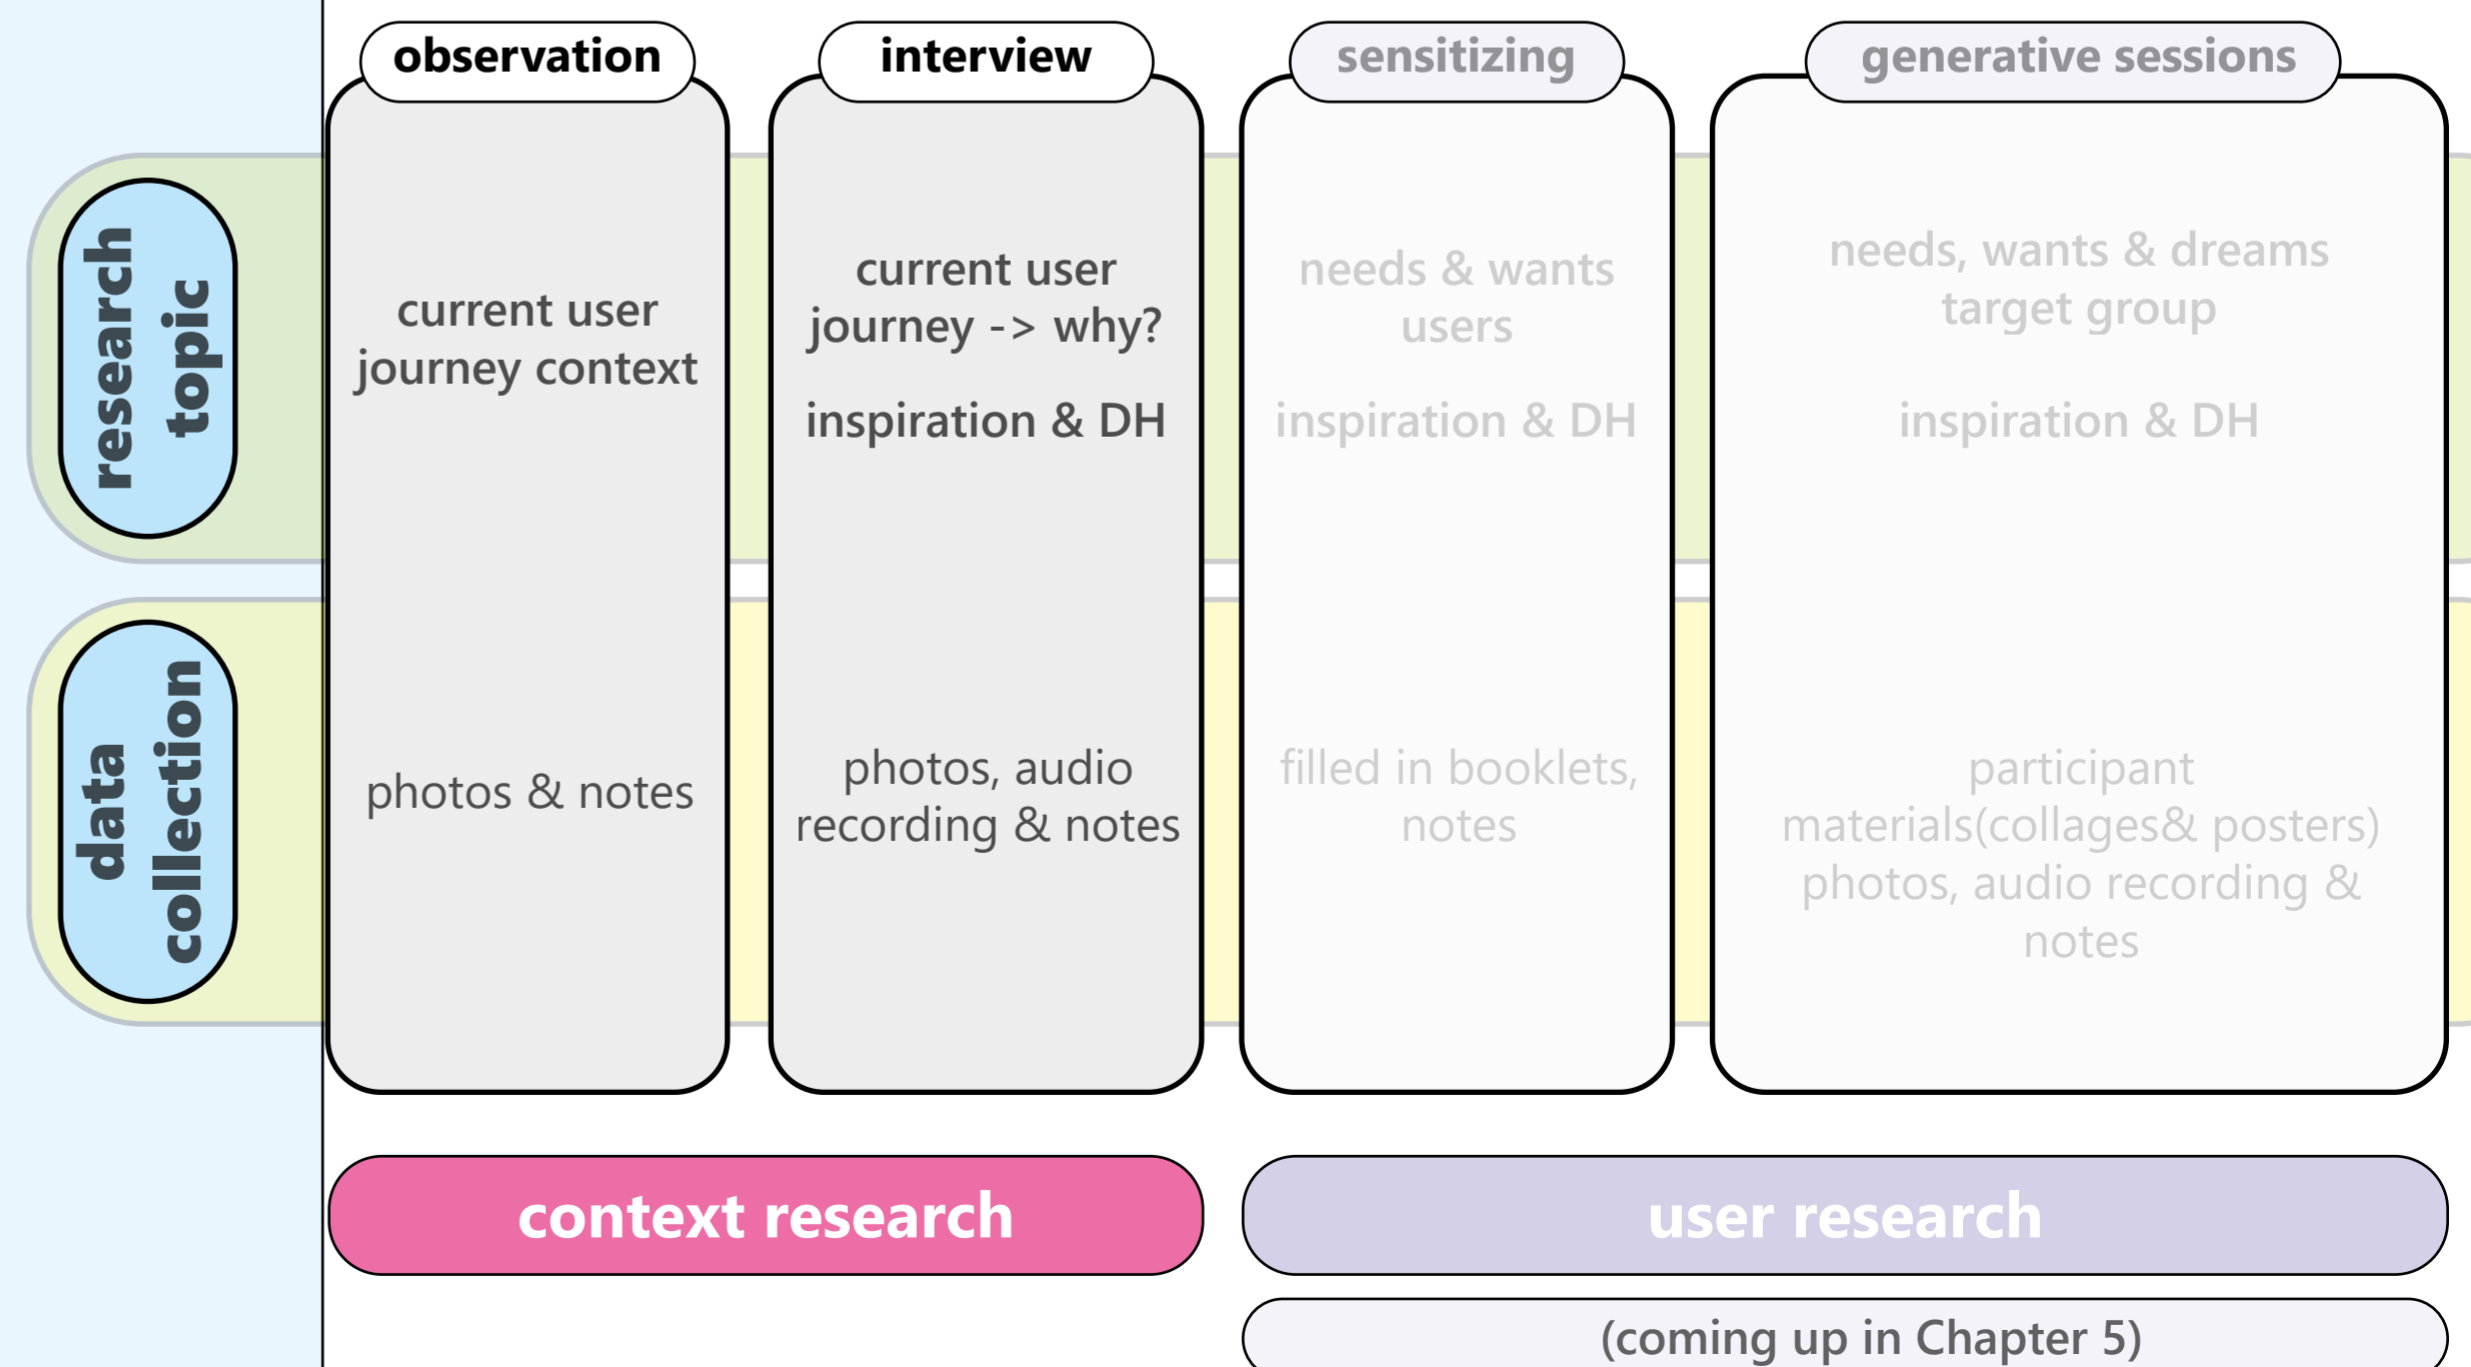 observation
interview
sensitizing
generative sessions
research
topic
current user
journey context
current user
journey -> why?
inspiration & DH
needs & wants
users
inspiration & DH
needs, wants & dreams
target group
inspiration & DH
data
collection
photos & notes
photos, audio
recording & notes
filled in booklets,
notes
participant
materials(collages& posters)
photos, audio recording &
notes
context research
user research
(coming up in Chapter 5)